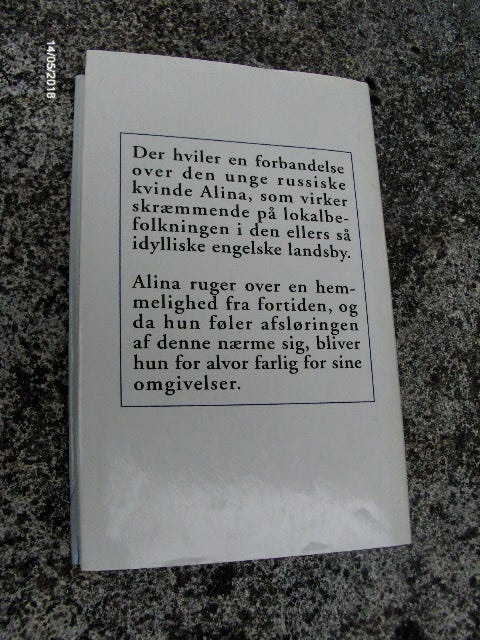 14/05/2018
Der hviler en forbandelse
over den unge russiske
kvinde Alina, som virker
skræmmende på lokalbe-
folkningen i den ellers så
idylliske engelske landsby.
Alina ruger over en hem-
melighed fra fortiden, og
da hun føler afsløringen
af denne nærme sig, bliver
hun for alvor farlig for sine
omgivelser.